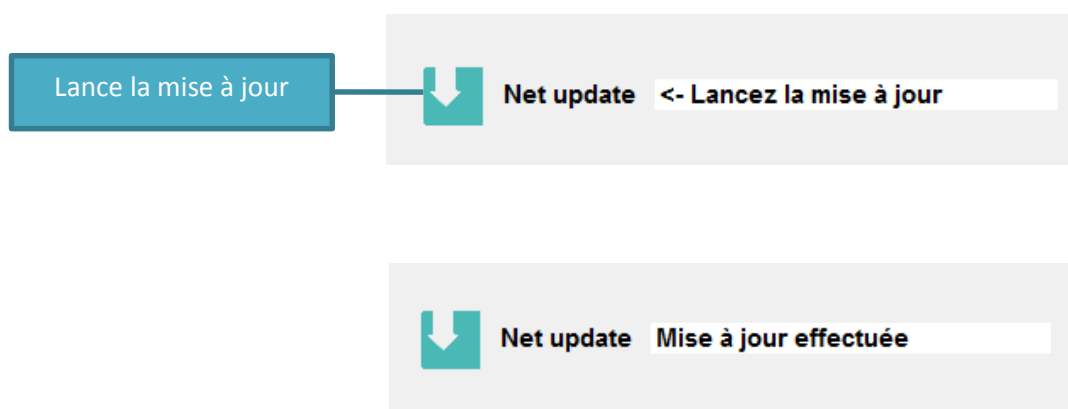 Lance la mise à jour
Net update <- Lancez la mise à jour
Net update Mise à jour effectuée